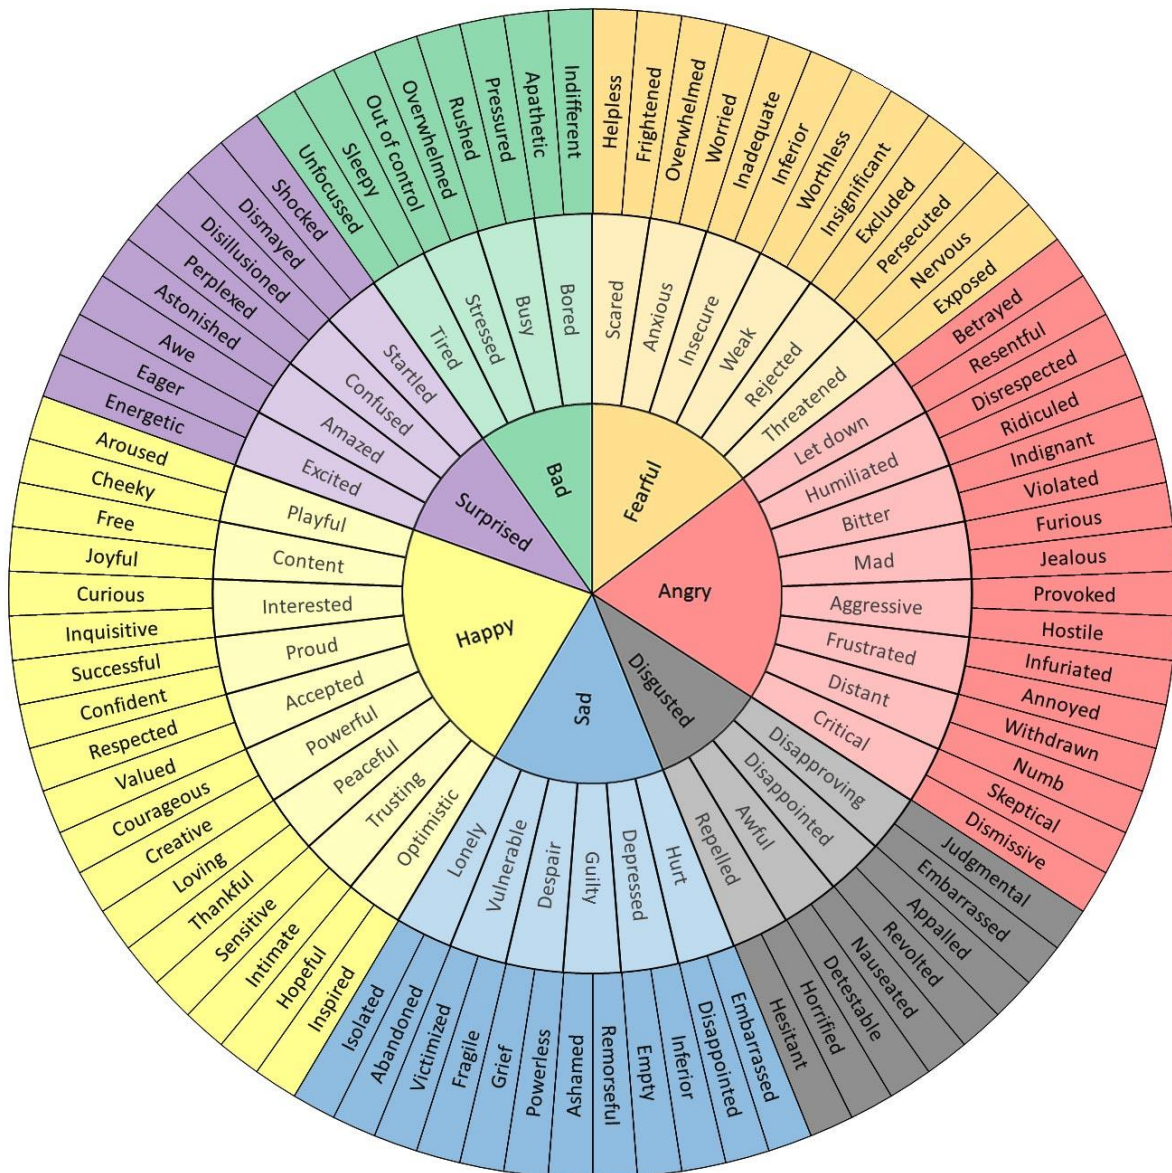 Fearful
Angry
Disgusted
Sad
Happy
Surprised
Bad
Scared
Anxious
Insecure
Weak
Rejected
Threatened
Let down
Humiliated
Bitter
Mad
Aggressive
Frustrated
Distant
Critical
Disapproving
Disappointed
Awful
Repelled
Hurt
Depressed
Guilty
Despair
Vulnerable
Lonely
Optimistic
Trusting
Peaceful
Powerful
Accepted
Proud
Interested
Content
Playful
Excited
Amazed
Confused
Startled
Tired
Stressed
Busy
Bored
Helpless
Frightened
Overwhelmed
Worried
Inadequate
Inferior
Worthless
Insignificant
Excluded
Persecuted
Nervous
Exposed
Betrayed
Resentful
Disrespected
Ridiculed
Indignant
Violated
Furious
Jealous
Provoked
Hostile
Infuriated
Annoyed
Withdrawn
Numb
Skeptical
Dismissive
Judgmental
Embarrassed
Appalled
Revolted
Nauseated
Detestable
Horrified
Hesitant
Embarrassed
Disappointed
Inferior
Empty
Remorseful
Ashamed
Powerless
Grief
Fragile
Victimized
Abandoned
Isolated
Inspired
Hopeful
Intimate
Sensitive
Thankful
Loving
Creative
Courageous
Valued
Respected
Confident
Successful
Inquisitive
Curious
Joyful
Free
Cheeky
Aroused
Energetic
Eager
Awe
Astonished
Perplexed
Disillusioned
Dismayed
Shocked
Unfocussed
Sleepy
Out of control
Overwhelmed
Rushed
Pressured
Apathetic
Indifferent